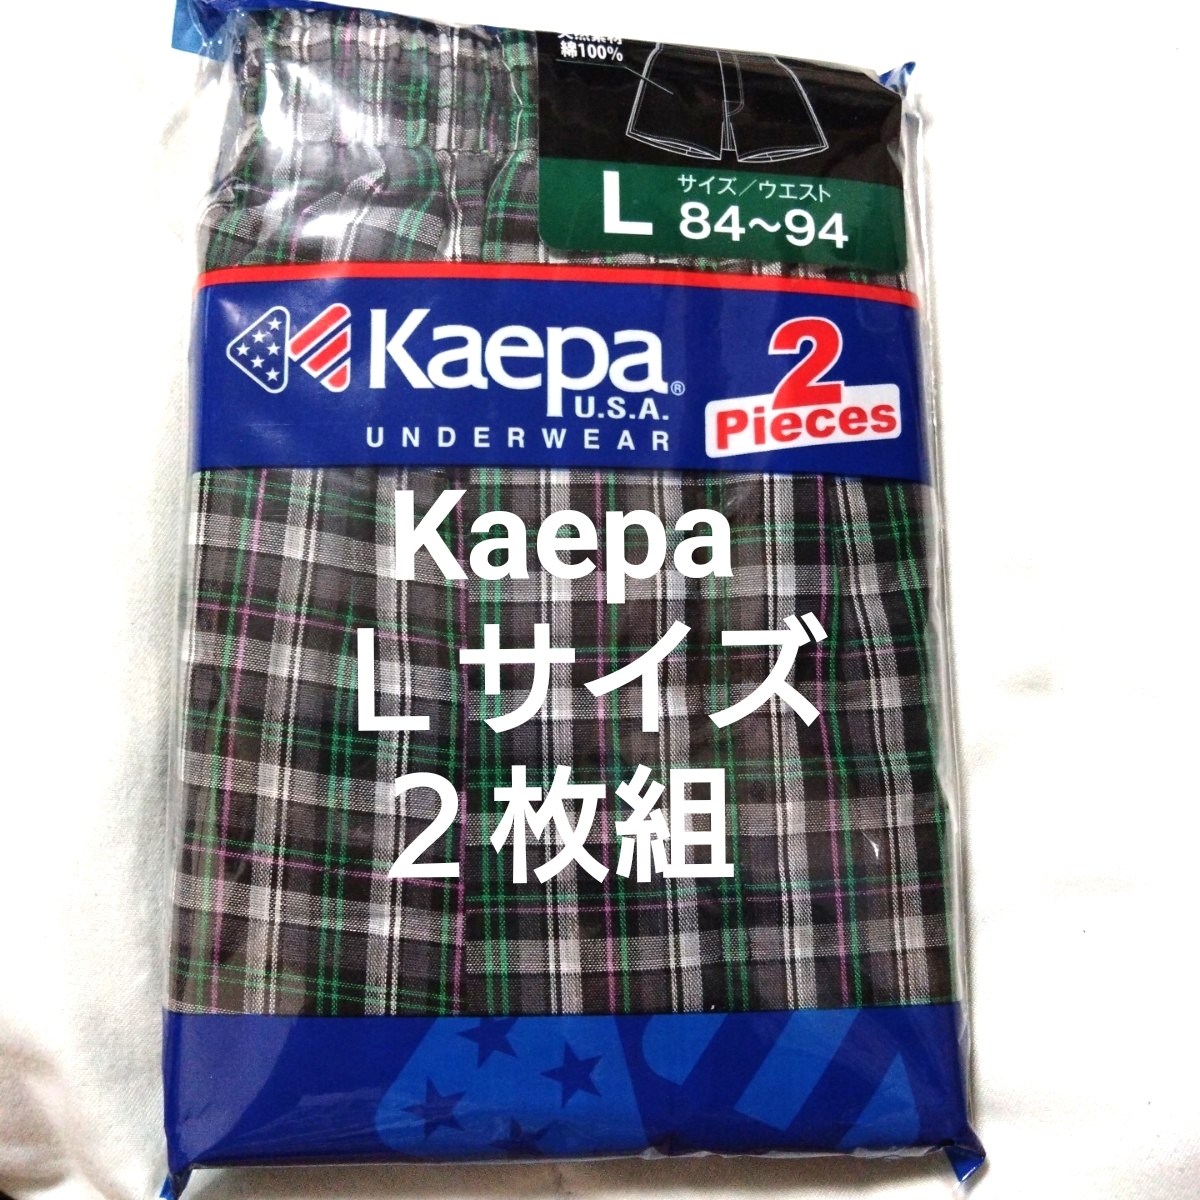 綿100%
L サイズ/ウエスト
84～94
Kaepa®
U.S.A.
UNDERWEAR
2
Pieces
Kaepa
Lサイズ
２枚組